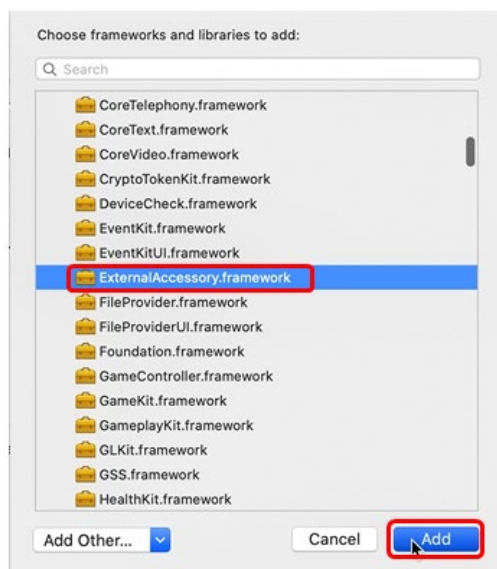 Choose frameworks and libraries to add:
Search
CoreTelephony.framework
CoreText.framework
CoreVideo.framework
CryptoTokenKit.framework
DeviceCheck.framework
EventKit.framework
EventKitUI.framework
ExternalAccessory.framework
FileProvider.framework
FileProviderUI.framework
Foundation.framework
GameController.framework
GameKit.framework
GameplayKit.framework
GLKit.framework
GSS.framework
HealthKit.framework
Add Other... Cancel Add